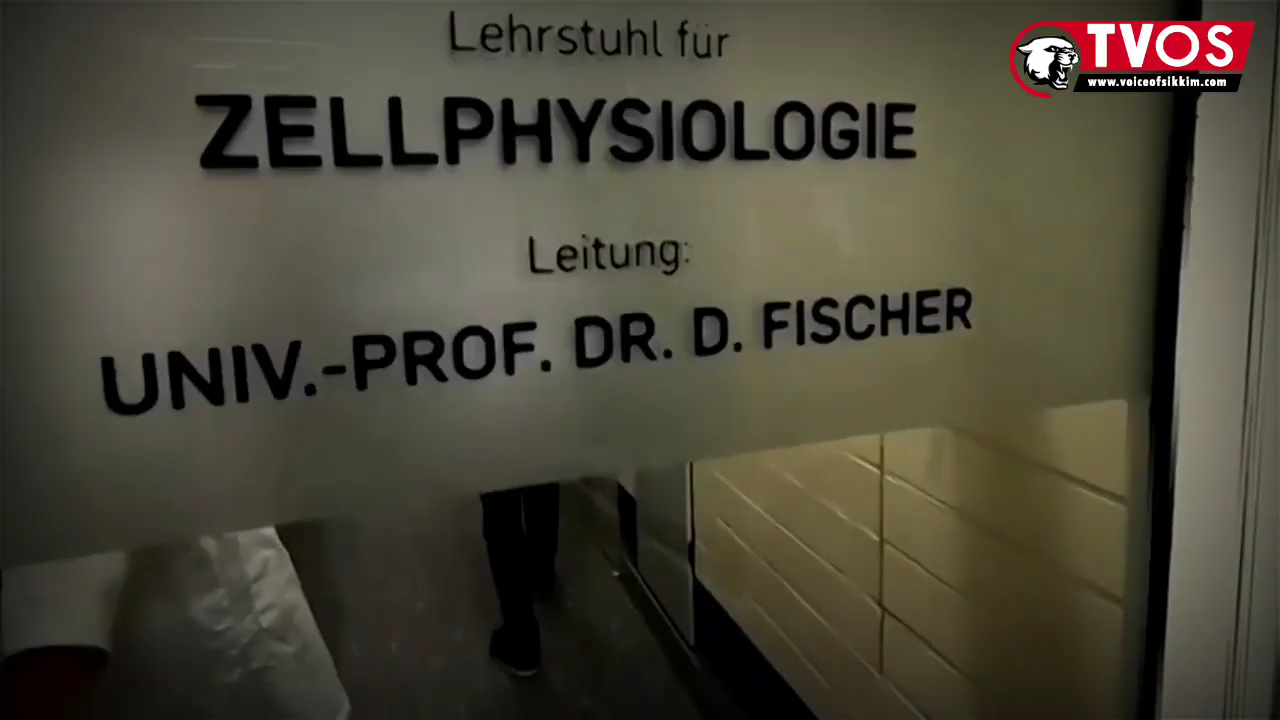 Lehrstuhl für
ZELLPHYSIOLOGIE
Leitung:
UNIV.-PROF. DR. D. FISCHER
TVOS
www.voiceofsikkim.com